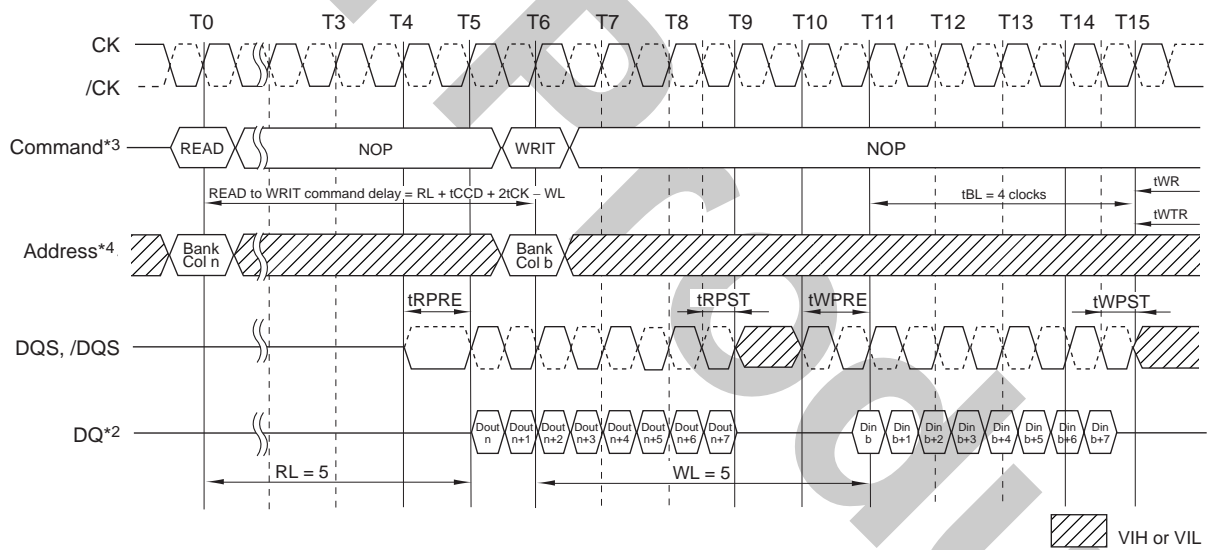 T0 T3 T4 T5 T6 T7 T8 T9 T10 T11 T12 T13 T14 T15
CK
/CK
Command*3 READ NOP WRIT NOP
READ to WRIT command delay = RL + tCCD + 2tCK – WL tBL = 4 clocks tWR
tWTR
Address*4 Bank Col n Bank Col b
tRPRE tRPST tWPRE tWPST
DQS, /DQS
DQ*2 Dout n Dout n+1 Dout n+2 Dout n+3 Dout n+4 Dout n+5 Dout n+6 Dout n+7 Din b Din b+1 Din b+2 Din b+3 Din b+4 Din b+5 Din b+6 Din b+7
RL = 5 WL = 5
VIH or VIL